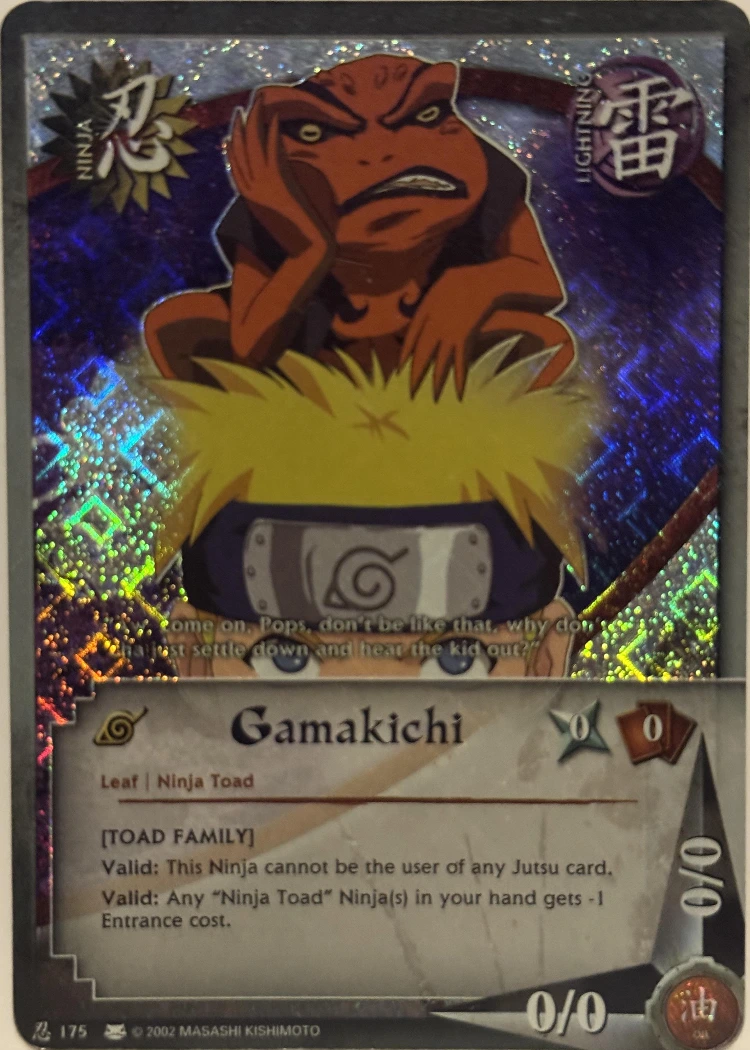 NINJA 忍
LIGHTNING 雷
come on, Pops, don't be like that, why don't
ha just settle down and hear the kid out?"
Gamakichi 0 0
Leaf | Ninja Toad
[TOAD FAMILY]
Valid: This Ninja cannot be the user of any Jutsu card.
Valid: Any "Ninja Toad" Ninja(s) in your hand gets -1
Entrance cost.
0/0
0/0
油
OIL
忍 175 © 2002 MASASHI KISHIMOTO